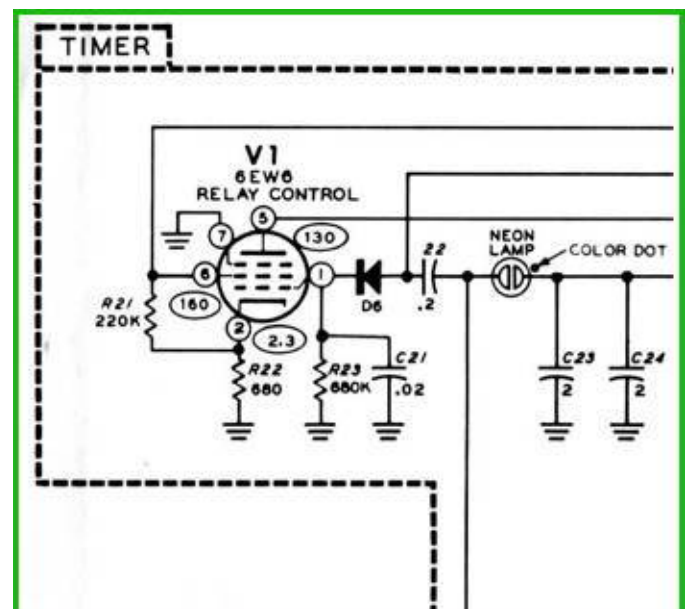 TIMER
V1
6EW6
RELAY CONTROL
5
7
130
6
1
160
2
2.3
D6
22
.2
NEON
LAMP
COLOR DOT
R21
220K
R22
680
R23
680K
C21
.02
C23
2
C24
2